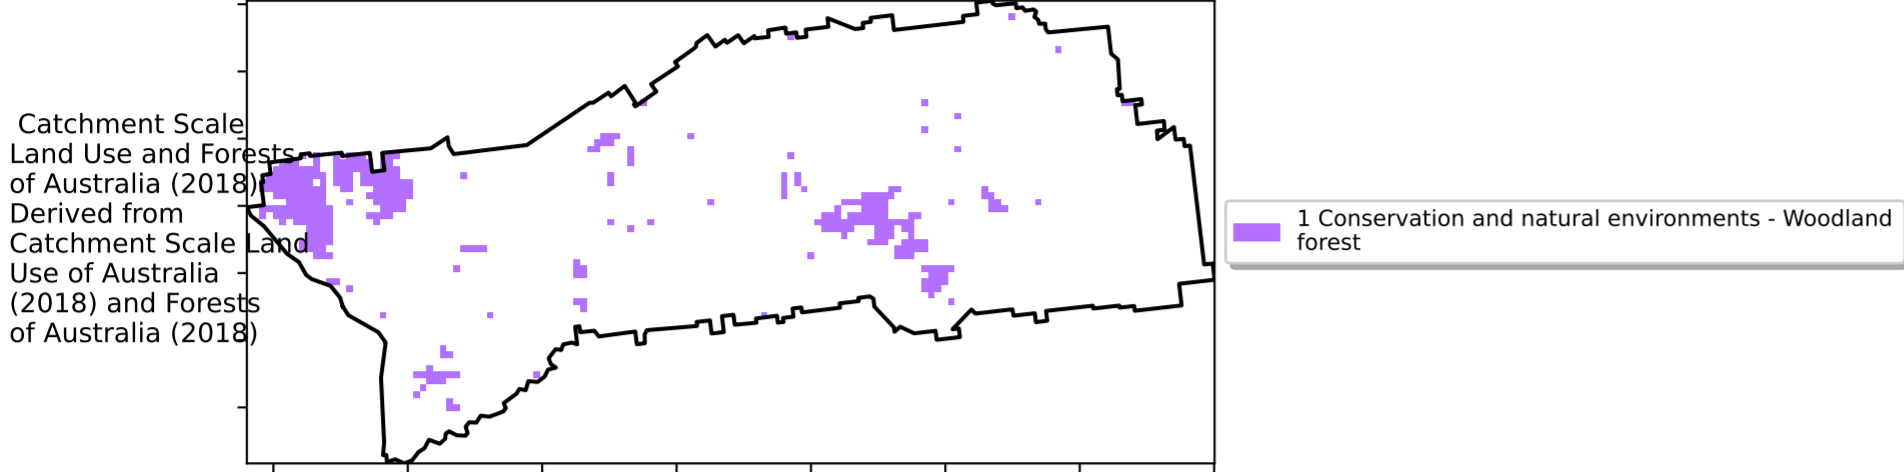 Catchment Scale
Land Use and Forests
of Australia (2018)
Derived from
Catchment Scale Land
Use of Australia
(2018) and Forests
of Australia (2018)
1 Conservation and natural environments - Woodland
forest